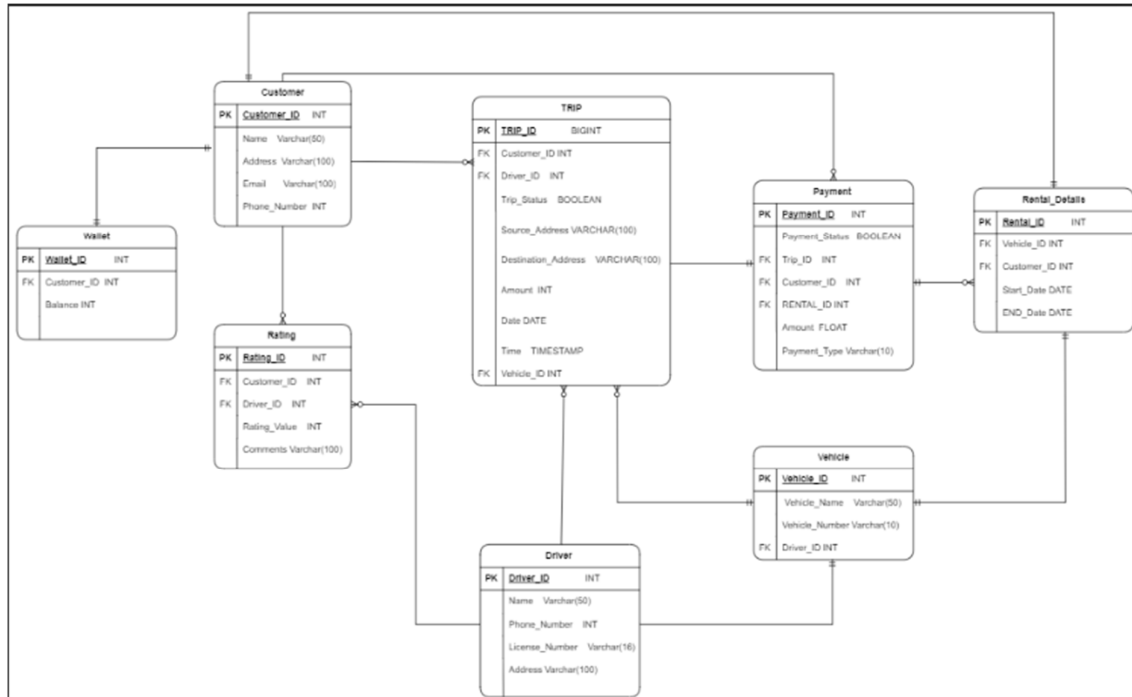 Customer
PK Customer_ID INT
Name Varchar(50)
Address Varchar(100)
Email Varchar(100)
Phone_Number INT
Wallet
PK Wallet_ID INT
FK Customer_ID INT
Balance INT
Rating
PK Rating_ID INT
FK Customer_ID INT
FK Driver_ID INT
Rating_Value INT
Comments Varchar(100)
TRIP
PK TRIP_ID BIGINT
FK Customer_ID INT
FK Driver_ID INT
Trip_Status BOOLEAN
Source_Address VARCHAR(100)
Destination_Address VARCHAR(100)
Amount INT
Date DATE
Time TIMESTAMP
FK Vehicle_ID INT
Payment
PK Payment_ID INT
Payment_Status BOOLEAN
FK Trip_ID INT
FK Customer_ID INT
FK RENTAL_ID INT
Amount FLOAT
Payment_Type Varchar(10)
Rental_Details
PK Rental_ID INT
FK Vehicle_ID INT
FK Customer_ID INT
Start_Date DATE
END_Date DATE
Vehicle
PK Vehicle_ID INT
Vehicle_Name Varchar(50)
Vehicle_Number Varchar(10)
FK Driver_ID INT
Driver
PK Driver_ID INT
Name Varchar(50)
Phone_Number INT
License_Number Varchar(16)
Address Varchar(100)